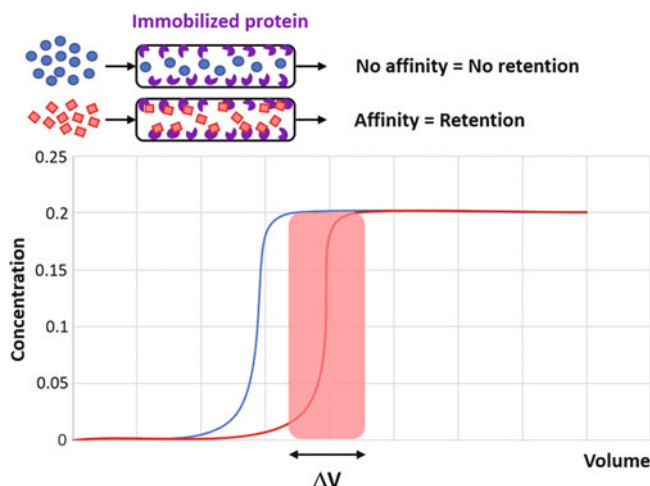 Immobilized protein
No affinity = No retention
Affinity = Retention
0.25
0.2
0.15
0.1
0.05
0
Concentration
Volume
ΔV